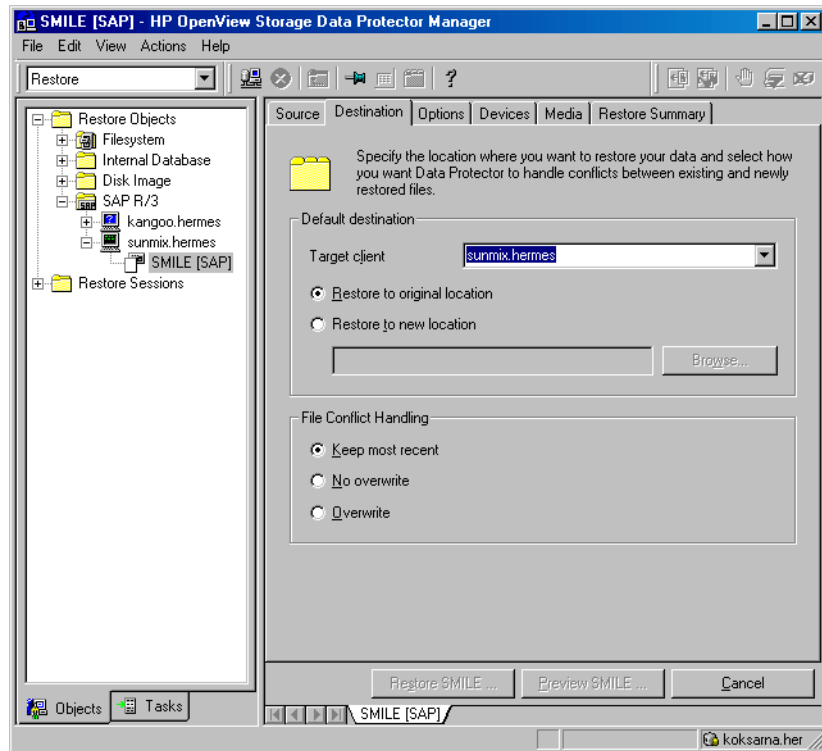 SMILE [SAP] - HP OpenView Storage Data Protector Manager
File Edit View Actions Help
Restore
Restore Objects
Filesystem
Internal Database
Disk Image
SAP R/3
kangoo.hermes
sunmix.hermes
SMILE [SAP]
Restore Sessions
Objects
Tasks
Source
Destination
Options
Devices
Media
Restore Summary
Specify the location where you want to restore your data and select how
you want Data Protector to handle conflicts between existing and newly
restored files.
Default destination
Target client
sunmix.hermes
Restore to original location
Restore to new location
Browse...
File Conflict Handling
Keep most recent
No overwrite
Overwrite
Restore SMILE ...
Preview SMILE ...
Cancel
SMILE [SAP]
koksarna.her